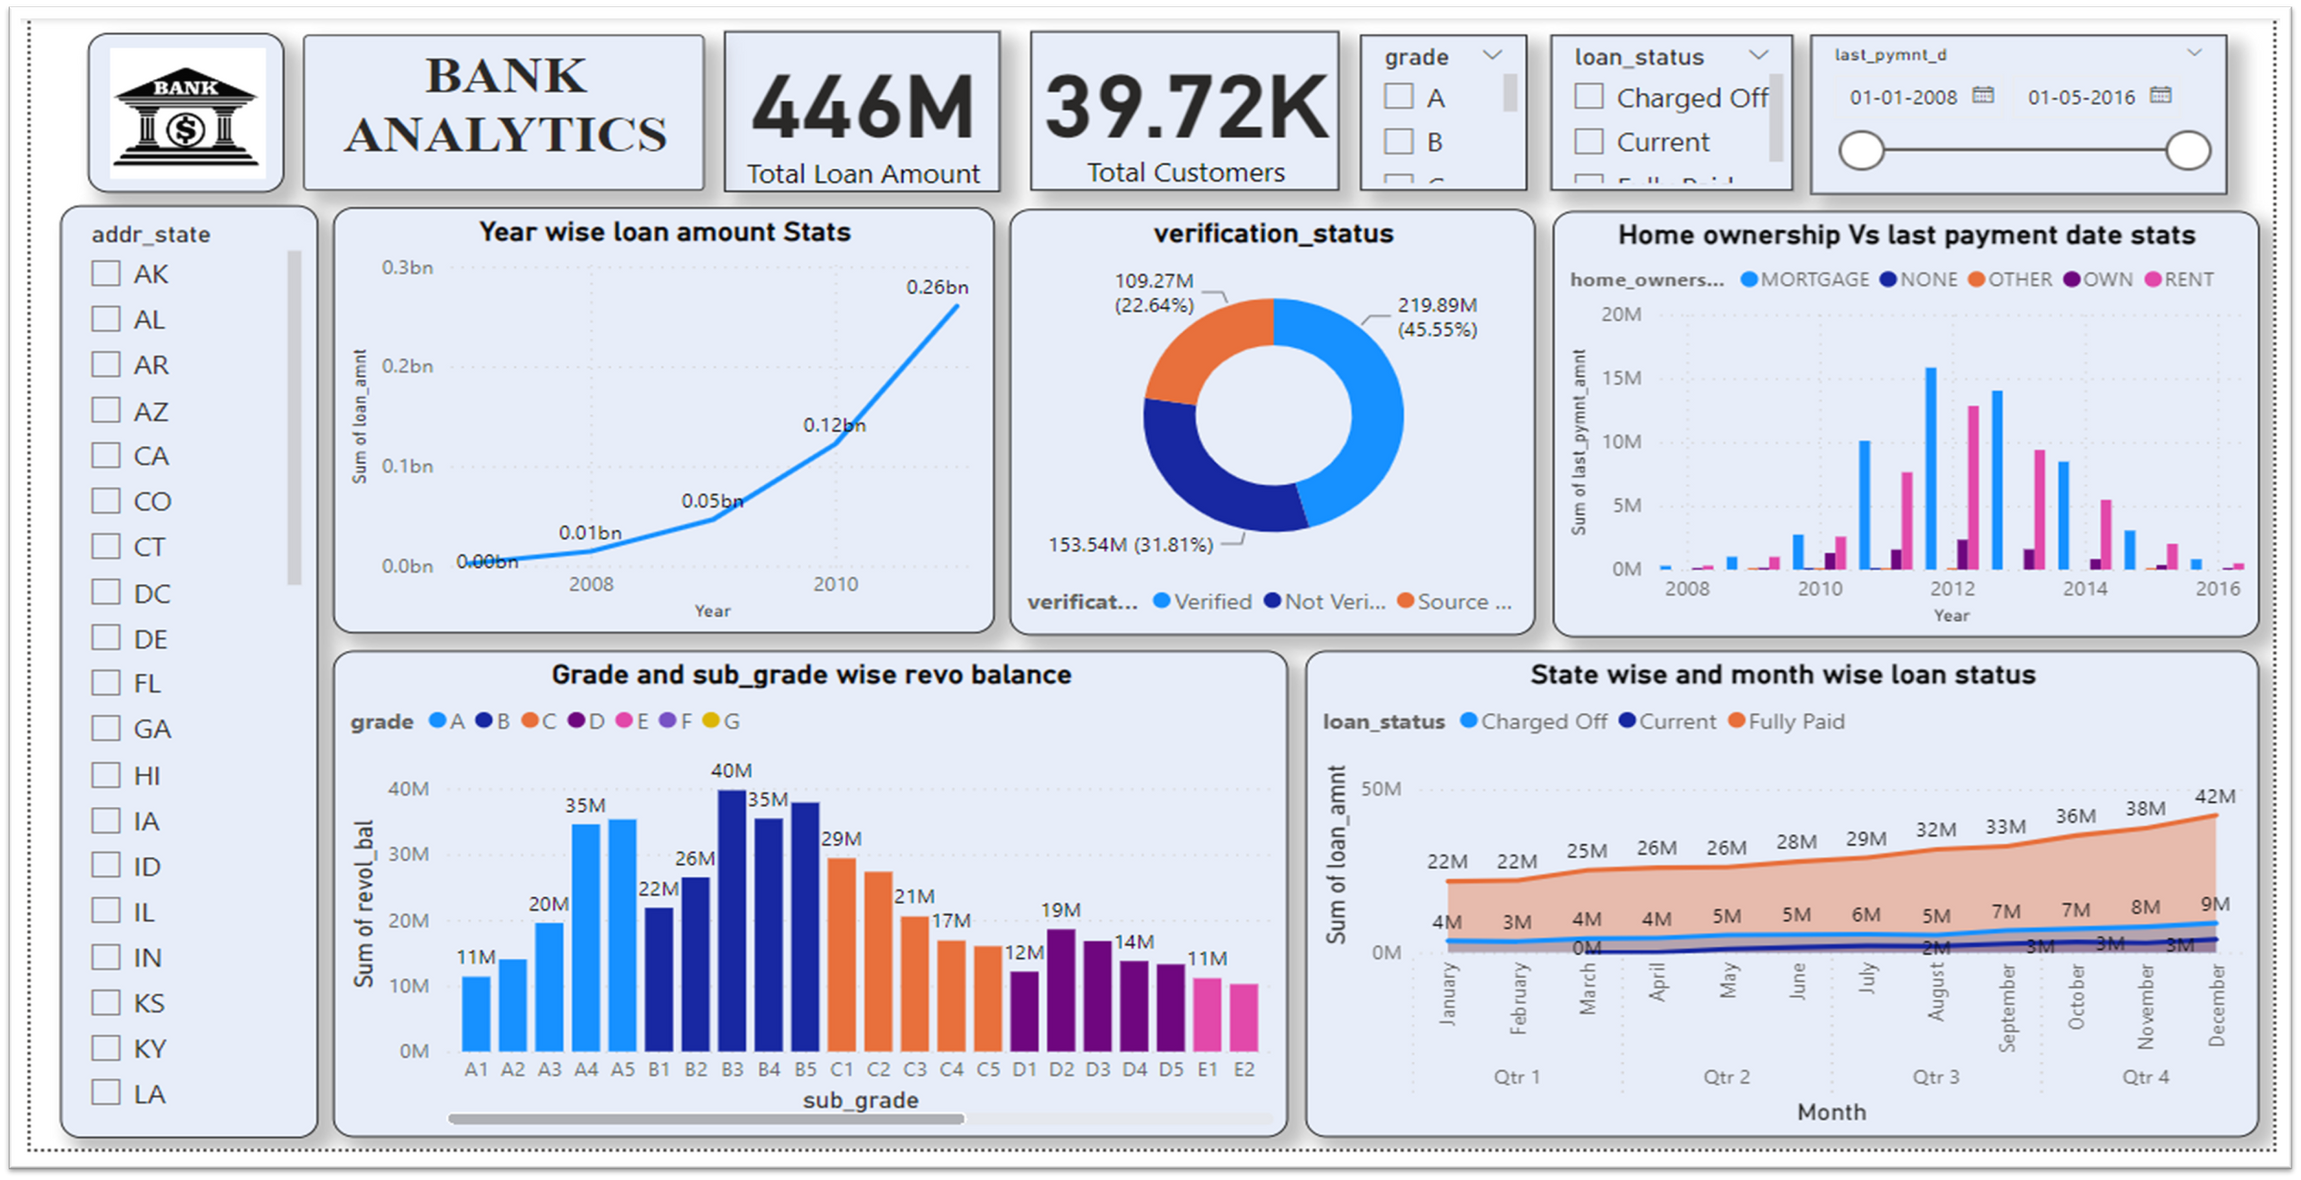 BANK
$
BANK
ANALYTICS
446M
Total Loan Amount
39.72K
Total Customers
grade
A
B
loan_status
Charged Off
Current
Fully Paid
last_pymnt_d
01-01-2008
01-05-2016
addr_state
AK
AL
AR
AZ
CA
CO
CT
DC
DE
FL
GA
HI
IA
ID
IL
IN
KS
KY
LA
Year wise loan amount Stats
Sum of loan_amnt
0.3bn
0.2bn
0.1bn
0.0bn
0.00bn
0.01bn
0.05bn
0.12bn
0.26bn
2008
2010
Year
verification_status
109.27M
(22.64%)
219.89M
(45.55%)
153.54M (31.81%)
verificat... Verified Not Veri... Source ...
Home ownership Vs last payment date stats
home_owners... MORTGAGE NONE OTHER OWN RENT
Sum of last_pymnt_amnt
20M
15M
10M
5M
0M
2008
2010
2012
2014
2016
Year
Grade and sub_grade wise revo balance
grade A B C D E F G
Sum of revol_bal
40M
30M
20M
10M
0M
11M
20M
35M
22M
26M
40M
35M
29M
21M
17M
12M
19M
14M
11M
A1 A2 A3 A4 A5 B1 B2 B3 B4 B5 C1 C2 C3 C4 C5 D1 D2 D3 D4 D5 E1 E2
sub_grade
State wise and month wise loan status
loan_status Charged Off Current Fully Paid
Sum of loan_amnt
50M
0M
22M 22M 25M 26M 26M 28M 29M 32M 33M 36M 38M 42M
4M 3M 4M 4M 5M 5M 6M 5M 7M 7M 8M 9M
0M 2M 3M 3M 3M
January
February
March
April
May
June
July
August
September
October
November
December
Qtr 1 Qtr 2 Qtr 3 Qtr 4
Month